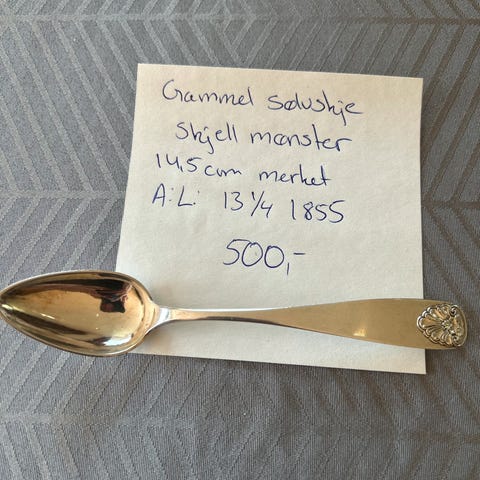 Gammel sølvskje
Skjell mønster
14,5 cm merket
A:L: 13 1/4 1855
500,-